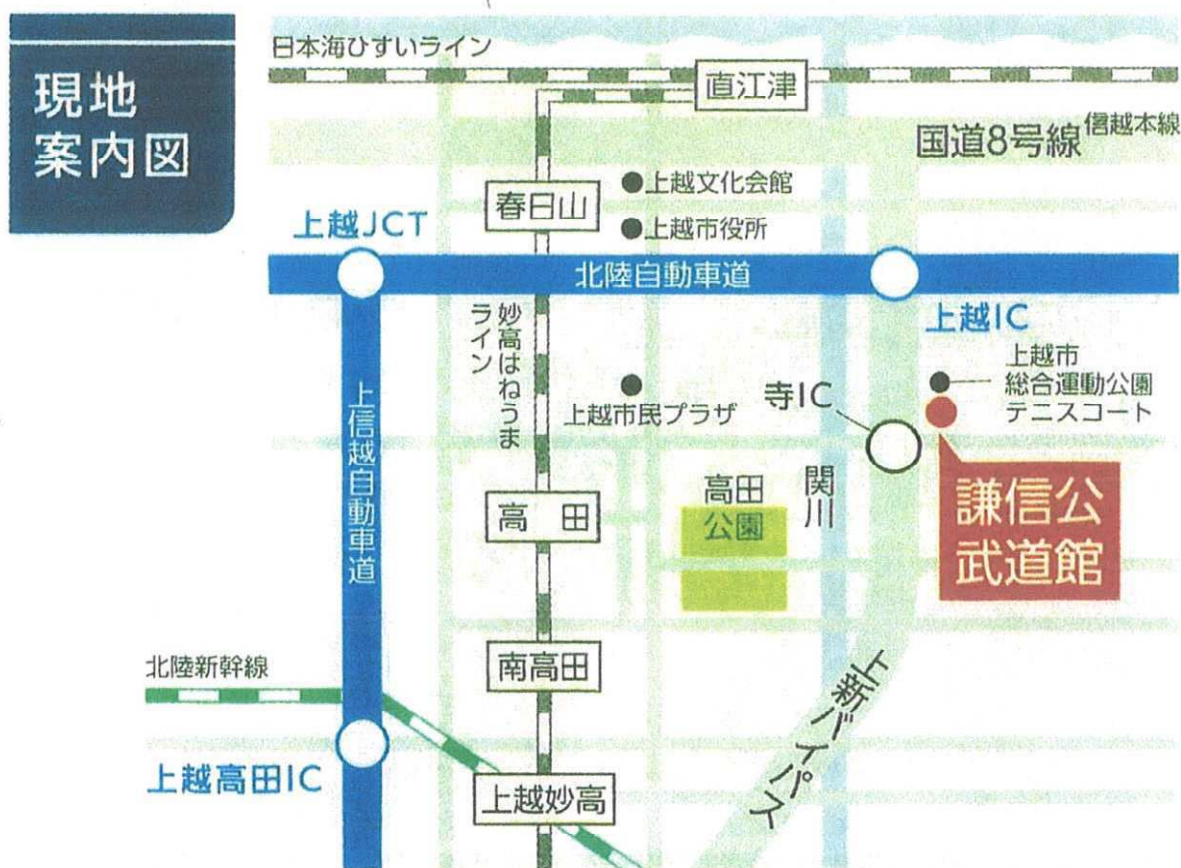 現地
案内図
日本海ひすいライン
直江津
信越本線
国道8号線
春日山
上越文化会館
上越市役所
上越JCT
北陸自動車道
上越IC
妙高はねうま
ライン
上越市
総合運動公園
テニスコート
寺IC
上越市民プラザ
上信越自動車道
高田
公園
関川
高田
謙信公
武道館
南高田
北陸新幹線
上新バイパス
上越高田IC
上越妙高